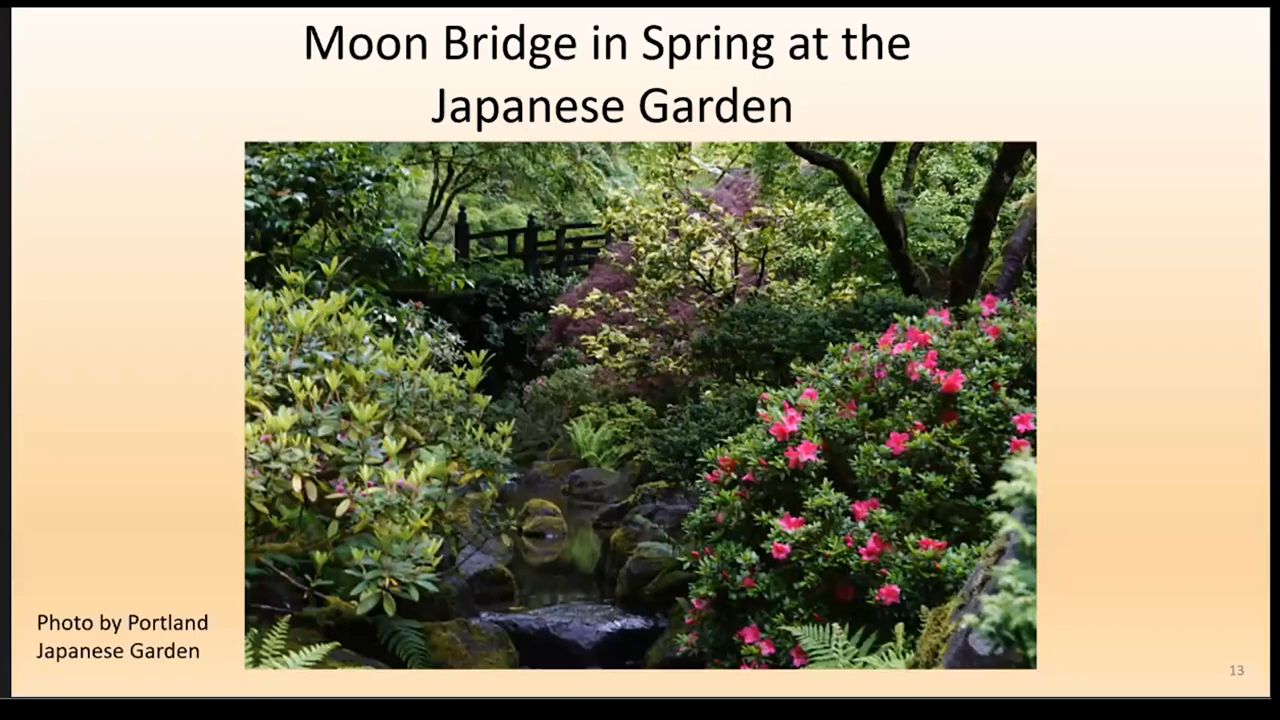 Moon Bridge in Spring at the
Japanese Garden
Photo by Portland
Japanese Garden
13